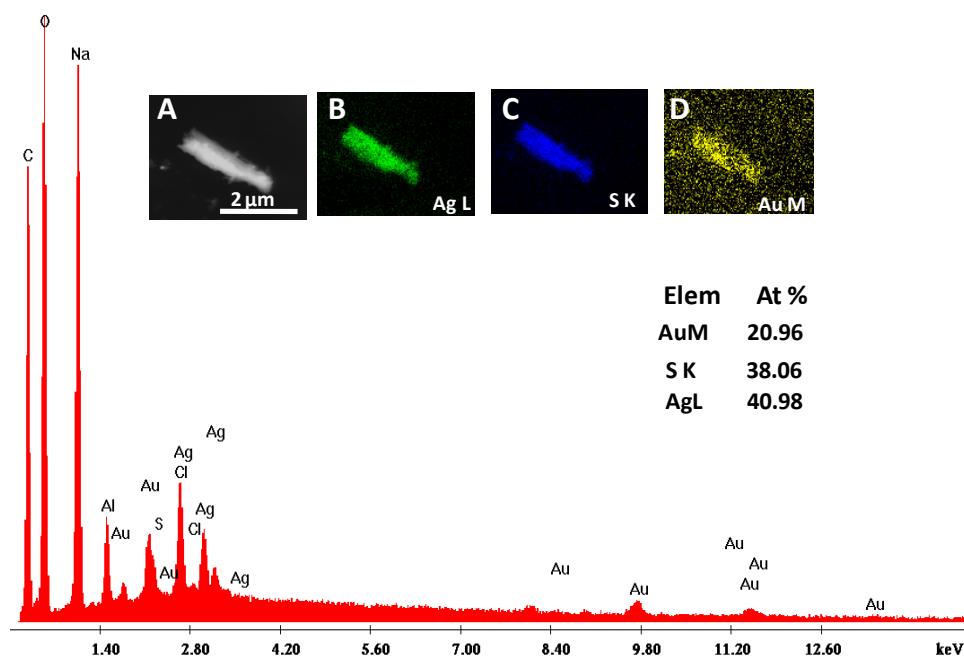 O
Na
C
A
B
C
D
2 µm
Ag L
S K
Au M
Elem At %
AuM 20.96
S K 38.06
AgL 40.98
Ag
Ag
Cl
Au
Al
Au
S
Cl
Ag
Au
Ag
Au
Au
Au
Au
Au
Au
1.40 2.80 4.20 5.60 7.00 8.40 9.80 11.20 12.60 keV